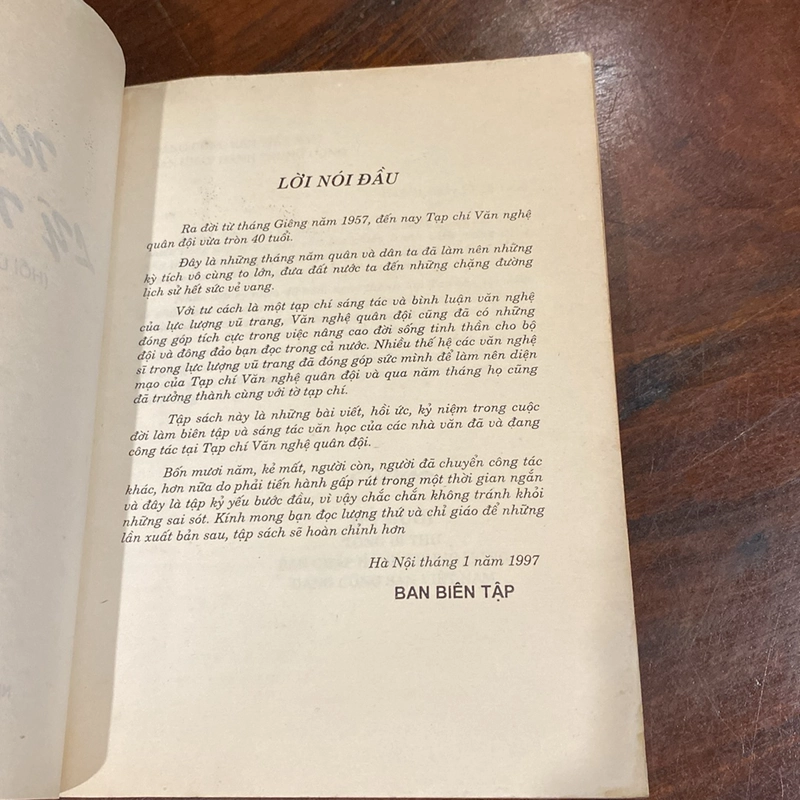 LỜI NÓI ĐẦU
Ra đời từ tháng Giêng năm 1957, đến nay Tạp chí Văn nghệ
quân đội vừa tròn 40 tuổi.
Đây là những tháng năm quân và dân ta đã làm nên những
kỳ tích vô cùng to lớn, đưa đất nước ta đến những chặng đường
lịch sử hết sức vẻ vang.
Với tư cách là một tạp chí sáng tác và bình luận văn nghệ
của lực lượng vũ trang, Văn nghệ quân đội cũng đã có những
đóng góp tích cực trong việc nâng cao đời sống tinh thần cho bộ
đội và đông đảo bạn đọc trong cả nước. Nhiều thế hệ các văn nghệ
sĩ trong lực lượng vũ trang đã đóng góp sức mình để làm nên diện
mạo của Tạp chí Văn nghệ quân đội và qua năm tháng họ cũng
đã trưởng thành cùng với tờ tạp chí.
Tập sách này là những bài viết, hồi ức, kỷ niệm trong cuộc
đời làm biên tập và sáng tác văn học của các nhà văn đã và đang
công tác tại Tạp chí Văn nghệ quân đội.
Bốn mươi năm, kẻ mất, người còn, người đã chuyển công tác
khác, hơn nữa do phải tiến hành gấp rút trong một thời gian ngắn
và đây là tập kỷ yếu bước đầu, vì vậy chắc chắn không tránh khỏi
những sai sót. Kính mong bạn đọc lượng thứ và chỉ giáo để những
lần xuất bản sau, tập sách sẽ hoàn chỉnh hơn
Hà Nội tháng 1 năm 1997
BAN BIÊN TẬP